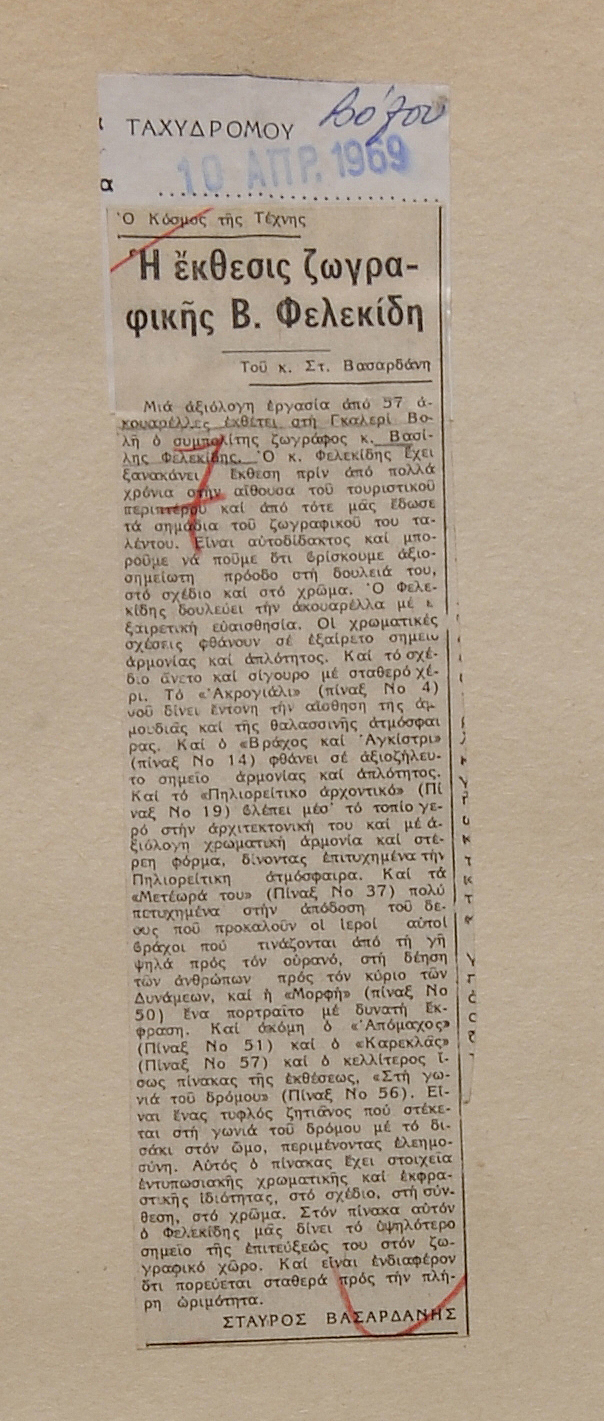 ΤΑΧΥΔΡΟΜΟΥ Βόλου
α
10 ΑΠΡ. 1969
Ὁ Κόσμος τῆς Τέχνης
Ἡ ἔκθεσις ζωγρα-
φικῆς Β. Φελεκίδη
Τοῦ κ. Στ. Βασαρδάνη
Μιά ἀξιόλογη ἐργασία ἀπό 57 ἀ-
κουαρέλλες ἐκθέτει στή Γκαλερί Βο-
λῆ ὁ συμπολίτης ζωγράφος κ. Βασί-
λης Φελεκίδης. Ὁ κ. Φελεκίδης ἔχει
ξανακάνει ἔκθεση πρίν ἀπό πολλά
χρόνια στήν αἴθουσα τοῦ τουριστικοῦ
περιπτέρου καί ἀπό τότε μᾶς ἔδωσε
τά σημάδια τοῦ ζωγραφικοῦ του τα-
λέντου. Εἶναι αὐτοδίδακτος καί μπο-
ροῦμε νά ποῦμε ὅτι βρίσκουμε ἀξιο-
σημείωτη πρόοδο στή δουλειά του,
στό σχέδιο καί στό χρῶμα. Ὁ Φελε-
κίδης δουλεύει τήν ἀκουαρέλλα μέ ἐ
ξαιρετική εὐαισθησία. Οἱ χρωματικές
σχέσεις φθάνουν σέ ἐξαίρετο σημεῖο
ἁρμονίας καί ἁπλότητος. Καί τό σχέ-
διο ἄνετο καί σίγουρο μέ σταθερό χέ-
ρι. Τό «Ἀκρογιάλι» (πίναξ Νο 4)
νοῦ δίνει ἔντονη τήν αἴσθηση τῆς ἀμ-
μουδιᾶς καί τῆς θαλασσινῆς ἀτμόσφαι
ρας. Καί ὁ «Βράχος καί Ἀγκίστρι»
(πίναξ Νο 14) φθάνει σέ ἀξιοζήλευ-
το σημεῖο ἁρμονίας καί ἁπλότητος.
Καί τό «Πηλιορείτικο ἀρχοντικό» (Πί
ναξ Νο 19) βλέπει μέσ' τό τοπίο γε-
ρό στήν ἀρχιτεκτονική του καί μέ ἀ-
ξιόλογη χρωματική ἁρμονία καί στέ-
ρεη φόρμα, δίνοντας ἐπιτυχημένα τήν
Πηλιορείτικη ἀτμόσφαιρα. Καί τά
«Μετέωρά του» (Πίναξ Νο 37) πολύ
πετυχημένα στήν ἀπόδοση τοῦ δέ-
ους πού προκαλοῦν οἱ ἱεροί αὐτοί
βράχοι πού τινάζονται ἀπό τή γῆ
ψηλά πρός τόν οὐρανό, στή δέηση
τῶν ἀνθρώπων πρός τόν κύριο τῶν
Δυνάμεων, καί ἡ «Μορφή» (πίναξ Νο
50) ἕνα πορτραῖτο μέ δυνατή ἔκ-
φραση. Καί ἀκόμη ὁ «Ἀπόμαχος»
(Πίναξ Νο 51) καί ὁ «Καρεκλᾶς»
(Πίναξ Νο 57) καί ὁ κελλίτερος ἴ-
σως πίνακας τῆς ἐκθέσεως, «Στή γω-
νιά τοῦ δρόμου» (Πίναξ Νο 56). Εἶ-
ναι ἕνας τυφλός ζητιάνος πού στέκε-
ται στή γωνιά τοῦ δρόμου μέ τό δι-
σάκι στόν ὦμο, περιμένοντας ἐλεημο-
σύνη. Αὐτός ὁ πίνακας ἔχει στοιχεῖα
ἐντυπωσιακῆς χρωματικῆς καί ἐκφρα-
στικῆς ἰδιότητας, στό σχέδιο, στή σύν-
θεση, στό χρῶμα. Στόν πίνακα αὐτόν
ὁ Φελεκίδης μᾶς δίνει τό ὑψηλότερο
σημεῖο τῆς ἐπιτεύξεώς του στόν ζω-
γραφικό χῶρο. Καί εἶναι ἐνδιαφέρον
ὅτι πορεύεται σταθερά πρός τήν πλή-
ρη ὡριμότητα.
ΣΤΑΥΡΟΣ ΒΑΣΑΡΔΑΝΗΣ